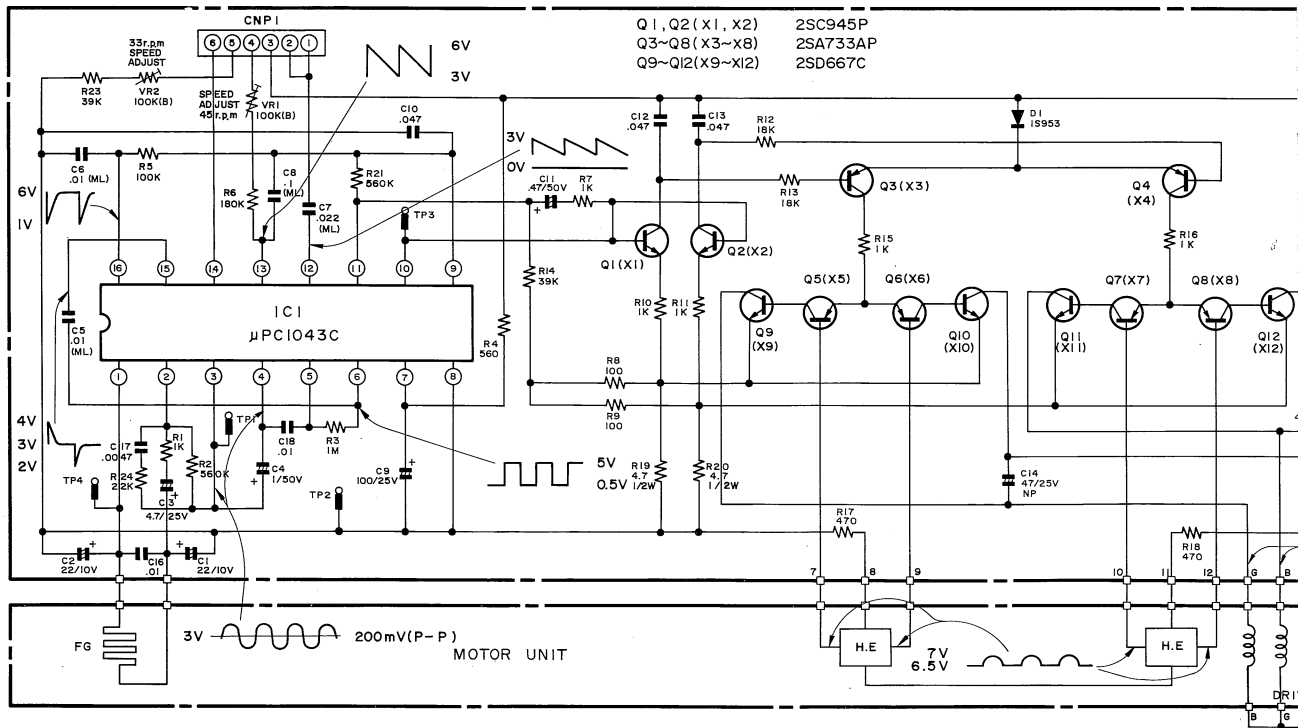 CNP1
6 5 4 3 2 1
Q1,Q2(X1,X2) 2SC945P
Q3~Q8(X3~X8) 2SA733AP
Q9~Q12(X9~X12) 2SD667C
33r.p.m
SPEED
ADJUST
R23
39K
VR2
100K(B)
SPEED
ADJUST
45r.p.m
VR1
100K(B)
6V
3V
C10
.047
C12
.047
C13
.047
R12
18K
D1
1S953
C6
.01 (ML)
R5
100K
C8
.1
(ML)
R21
560K
3V
0V
C11
.47/50V
+
R7
1K
R13
18K
Q3(X3)
Q4
(X4)
6V
1V
R6
180K
C7
.022
(ML)
TP3
Q1(X1)
Q2(X2)
R15
1K
R16
1K
16 15 14 13 12 11 10 9
R14
39K
Q5(X5)
Q6(X6)
Q7(X7)
Q8(X8)
IC1
μPC1043C
C5
.01
(ML)
R4
560
R10
1K
R11
1K
Q9
(X9)
Q10
(X10)
Q11
(X11)
Q12
(X12)
1 2 3 4 5 6 7 8
R8
100
R9
100
4V
3V
2V
C17
.0047
R1
1K
R2
560K
TP1
C18
.01
R3
1M
R24
2.2K
C3
4.7/25V
+
C4
1/50V
+
C9
100/25V
+
5V
0.5V
R19
4.7
1/2W
R20
4.7
1/2W
C14
47/25V
NP
4
TP4
TP2
R17
470
R18
470
C2
22/10V
+
C16
.01
C1
22/10V
+
7 8 9 10 11 12 G B
FG
3V
200mV(P-P)
MOTOR UNIT
H.E
7V
6.5V
H.E
DRI
B G